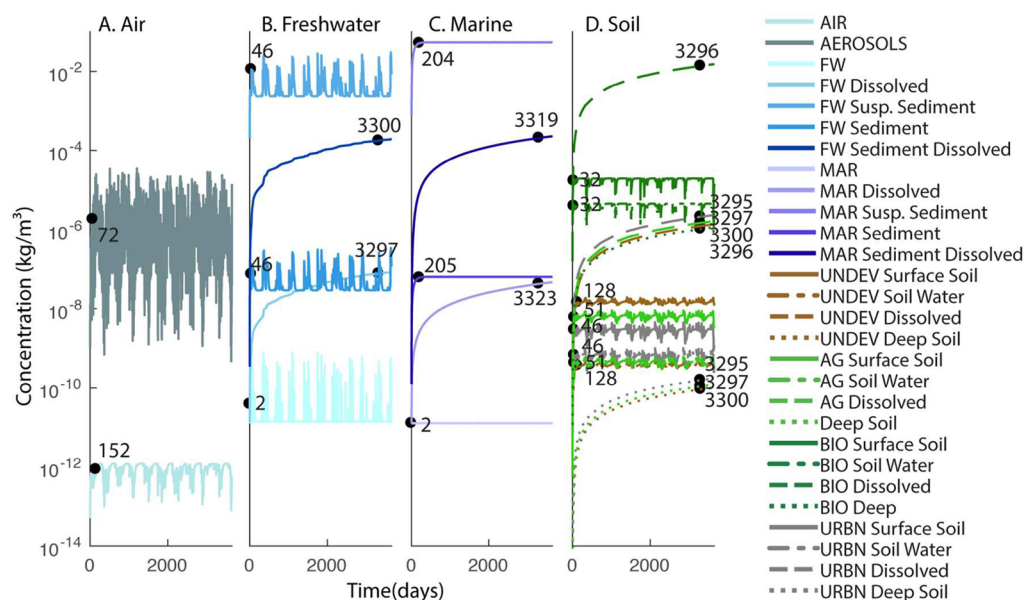 A. Air
B. Freshwater
C. Marine
D. Soil
Concentration (kg/m³)
10-2
10-4
10-6
10-8
10-10
10-12
10-14
72
152
46
3300
46
3297
2
204
3319
205
3323
2
3296
32
32
3295
3297
3300
3296
128
51
46
46
51
128
3295
3297
3300
0
2000
0
2000
0
2000
0
2000
Time(days)
AIR
AEROSOLS
FW
FW Dissolved
FW Susp. Sediment
FW Sediment
FW Sediment Dissolved
MAR
MAR Dissolved
MAR Susp. Sediment
MAR Sediment
MAR Sediment Dissolved
UNDEV Surface Soil
UNDEV Soil Water
UNDEV Dissolved
UNDEV Deep Soil
AG Surface Soil
AG Soil Water
AG Dissolved
Deep Soil
BIO Surface Soil
BIO Soil Water
BIO Dissolved
BIO Deep
URBN Surface Soil
URBN Soil Water
URBN Dissolved
URBN Deep Soil